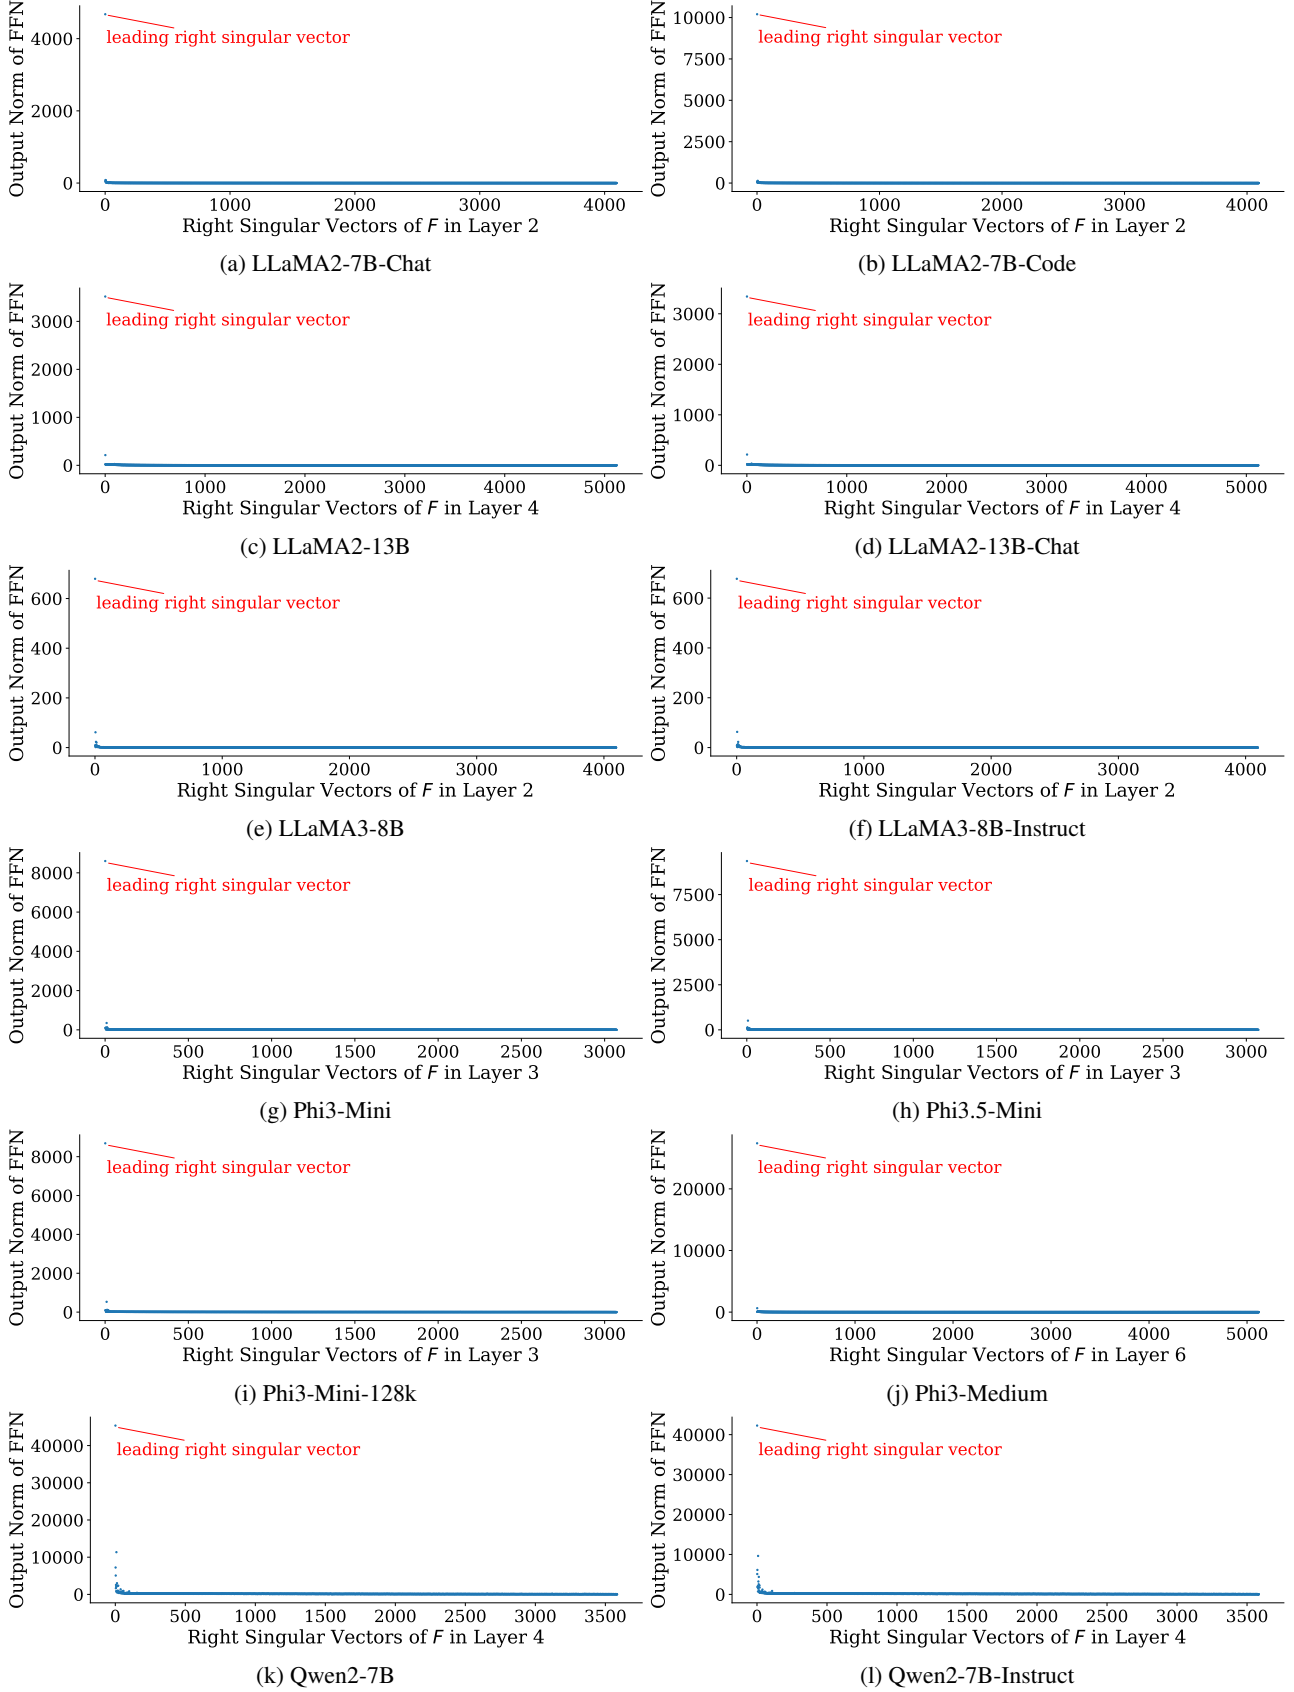 Output Norm of FFN
4000
2000
0
leading right singular vector
0 1000 2000 3000 4000
Right Singular Vectors of F in Layer 2
(a) LLaMA2-7B-Chat
Output Norm of FFN
10000
7500
5000
2500
0
leading right singular vector
0 1000 2000 3000 4000
Right Singular Vectors of F in Layer 2
(b) LLaMA2-7B-Code
Output Norm of FFN
3000
2000
1000
0
leading right singular vector
0 1000 2000 3000 4000 5000
Right Singular Vectors of F in Layer 4
(c) LLaMA2-13B
Output Norm of FFN
3000
2000
1000
0
leading right singular vector
0 1000 2000 3000 4000 5000
Right Singular Vectors of F in Layer 4
(d) LLaMA2-13B-Chat
Output Norm of FFN
600
400
200
0
leading right singular vector
0 1000 2000 3000 4000
Right Singular Vectors of F in Layer 2
(e) LLaMA3-8B
Output Norm of FFN
600
400
200
0
leading right singular vector
0 1000 2000 3000 4000
Right Singular Vectors of F in Layer 2
(f) LLaMA3-8B-Instruct
Output Norm of FFN
8000
6000
4000
2000
0
leading right singular vector
0 500 1000 1500 2000 2500 3000
Right Singular Vectors of F in Layer 3
(g) Phi3-Mini
Output Norm of FFN
7500
5000
2500
0
leading right singular vector
0 500 1000 1500 2000 2500 3000
Right Singular Vectors of F in Layer 3
(h) Phi3.5-Mini
Output Norm of FFN
8000
6000
4000
2000
0
leading right singular vector
0 500 1000 1500 2000 2500 3000
Right Singular Vectors of F in Layer 3
(i) Phi3-Mini-128k
Output Norm of FFN
20000
10000
0
leading right singular vector
0 1000 2000 3000 4000 5000
Right Singular Vectors of F in Layer 6
(j) Phi3-Medium
Output Norm of FFN
40000
30000
20000
10000
0
leading right singular vector
0 500 1000 1500 2000 2500 3000 3500
Right Singular Vectors of F in Layer 4
(k) Qwen2-7B
Output Norm of FFN
40000
30000
20000
10000
0
leading right singular vector
0 500 1000 1500 2000 2500 3000 3500
Right Singular Vectors of F in Layer 4
(l) Qwen2-7B-Instruct